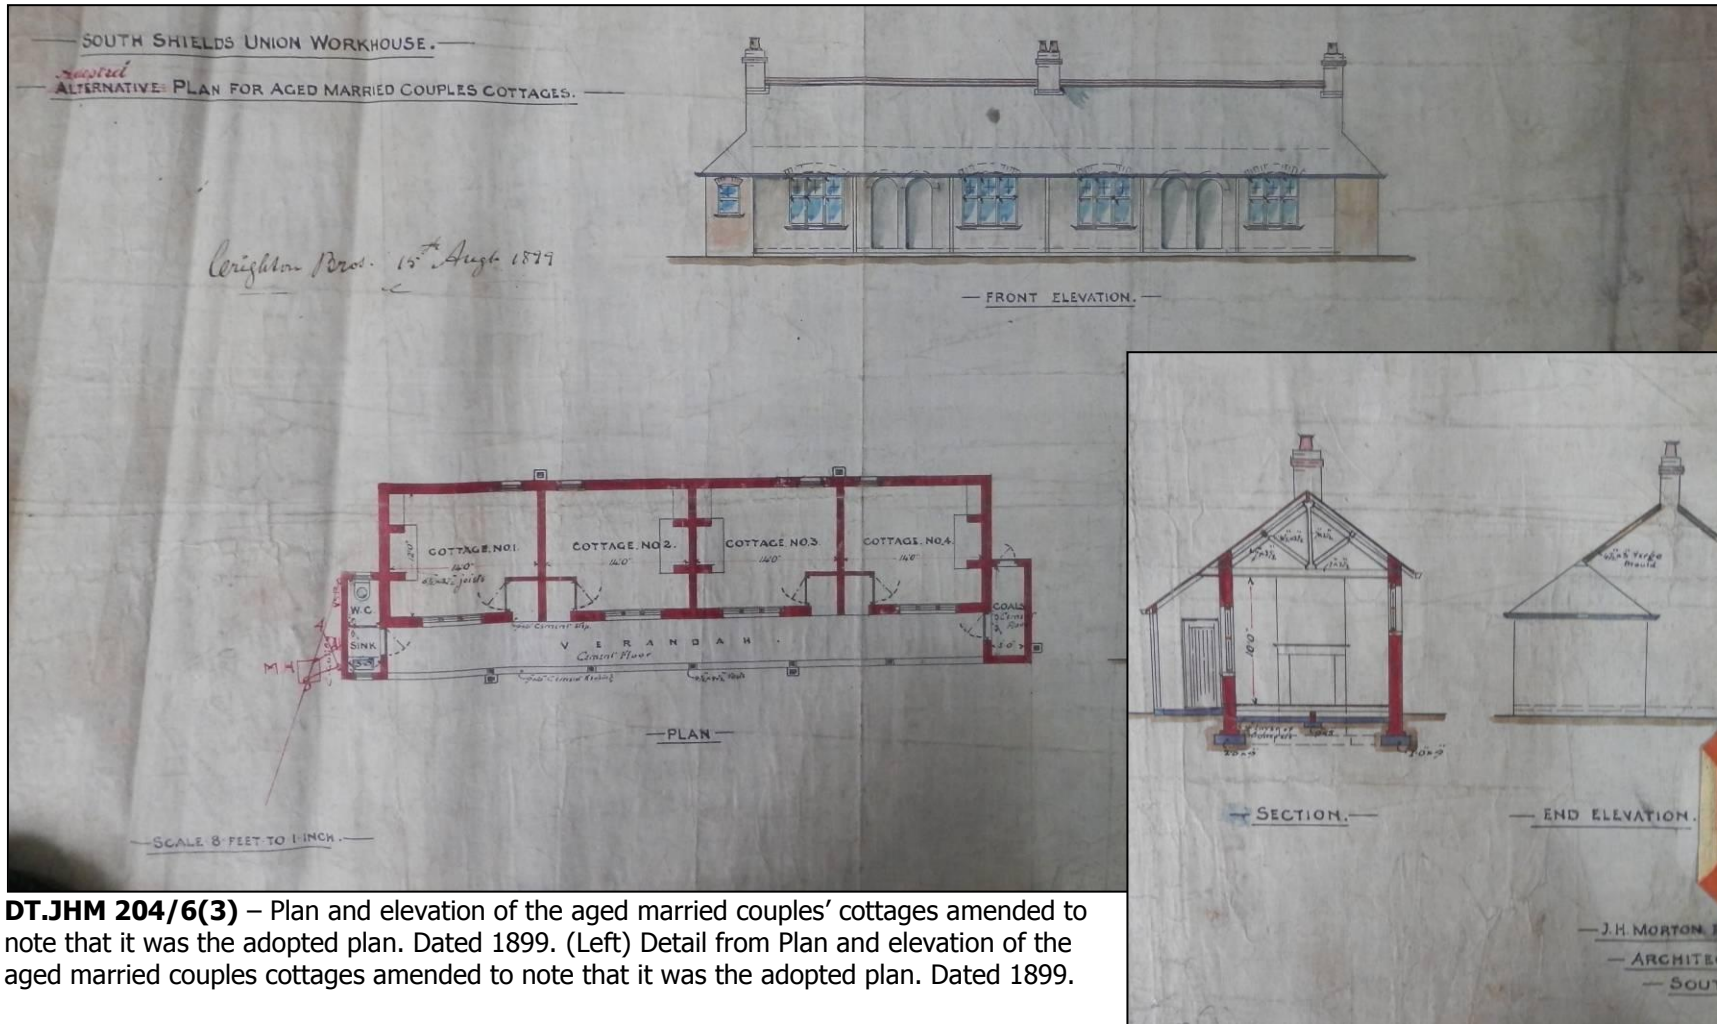 SOUTH SHIELDS UNION WORKHOUSE.
Adopted
ALTERNATIVE PLAN FOR AGED MARRIED COUPLES COTTAGES.
Creighton Bros. 15th Augt 1899
FRONT ELEVATION.
COTTAGE. NO.1.
14'0"
12'0"
joists
COTTAGE. NO 2.
14'0"
COTTAGE. NO.3.
14'0"
COTTAGE. NO.4.
14'0"
W.C.
SINK
COALS
Cement Step
VERANDAH.
Cement Floor
M H
PLAN
SCALE 8 FEET TO 1 INCH.
10'0"
SECTION.
END ELEVATION.
J.H. MORTON,
ARCHITE
SOUT
DT.JHM 204/6(3) – Plan and elevation of the aged married couples’ cottages amended to
note that it was the adopted plan. Dated 1899. (Left) Detail from Plan and elevation of the
aged married couples cottages amended to note that it was the adopted plan. Dated 1899.